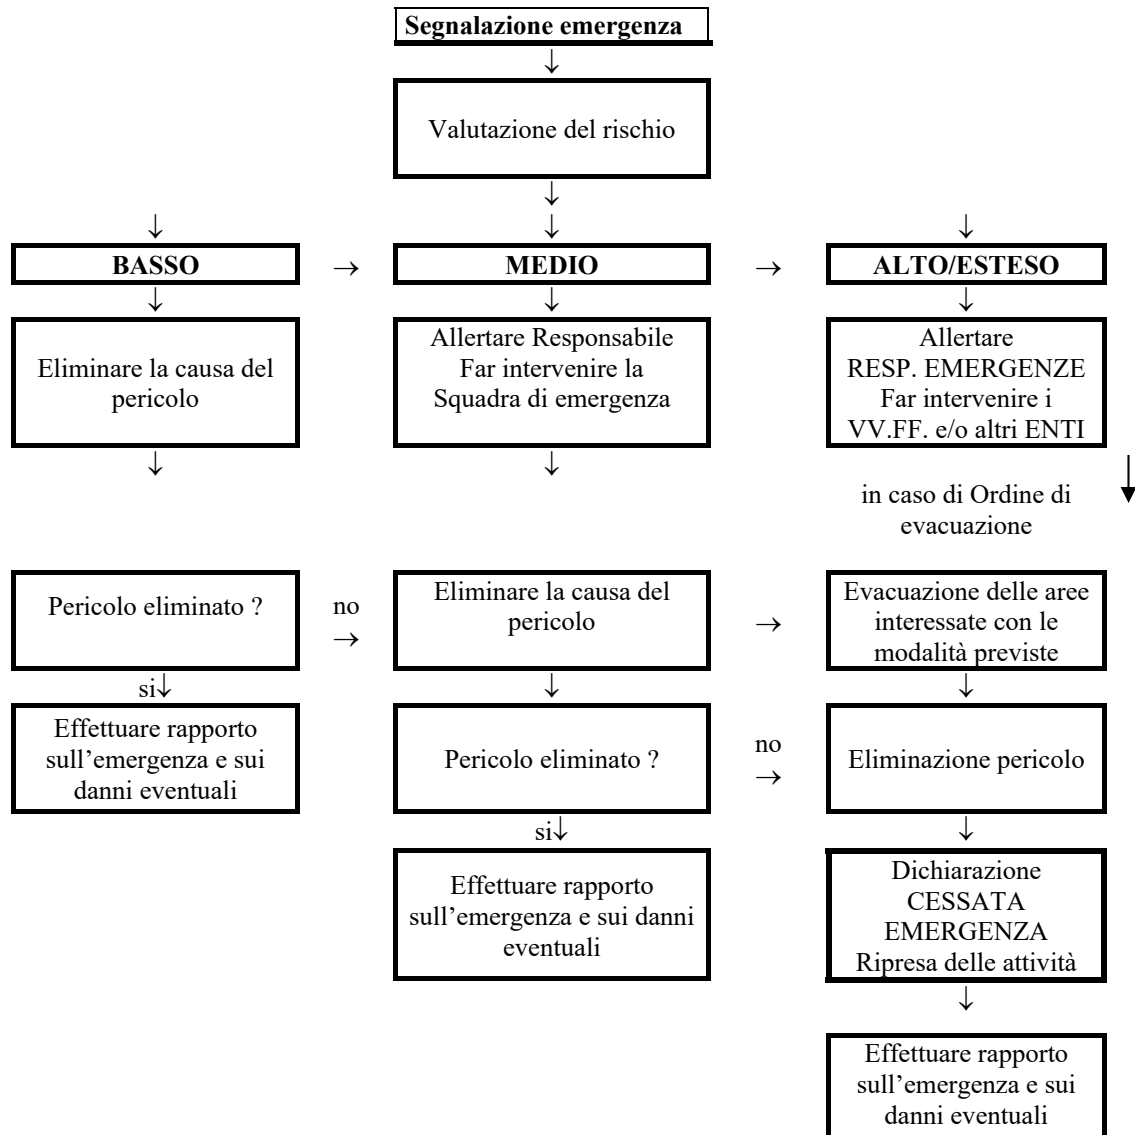 Segnalazione emergenza
↓
Valutazione del rischio
↓
↓ ↓ ↓
BASSO → MEDIO → ALTO/ESTESO
↓ ↓ ↓
Eliminare la causa del
pericolo
Allertare Responsabile
Far intervenire la
Squadra di emergenza
Allertare
RESP. EMERGENZE
Far intervenire i
VV.FF. e/o altri ENTI
↓ ↓
in caso di Ordine di
evacuazione
Pericolo eliminato ?
no
→
Eliminare la causa del
pericolo
→
Evacuazione delle aree
interessate con le
modalità previste
si↓ ↓ ↓
Effettuare rapporto
sull’emergenza e sui
danni eventuali
Pericolo eliminato ?
no
→
Eliminazione pericolo
si↓ ↓
Effettuare rapporto
sull’emergenza e sui danni
eventuali
Dichiarazione
CESSATA
EMERGENZA
Ripresa delle attività
↓
Effettuare rapporto
sull’emergenza e sui
danni eventuali